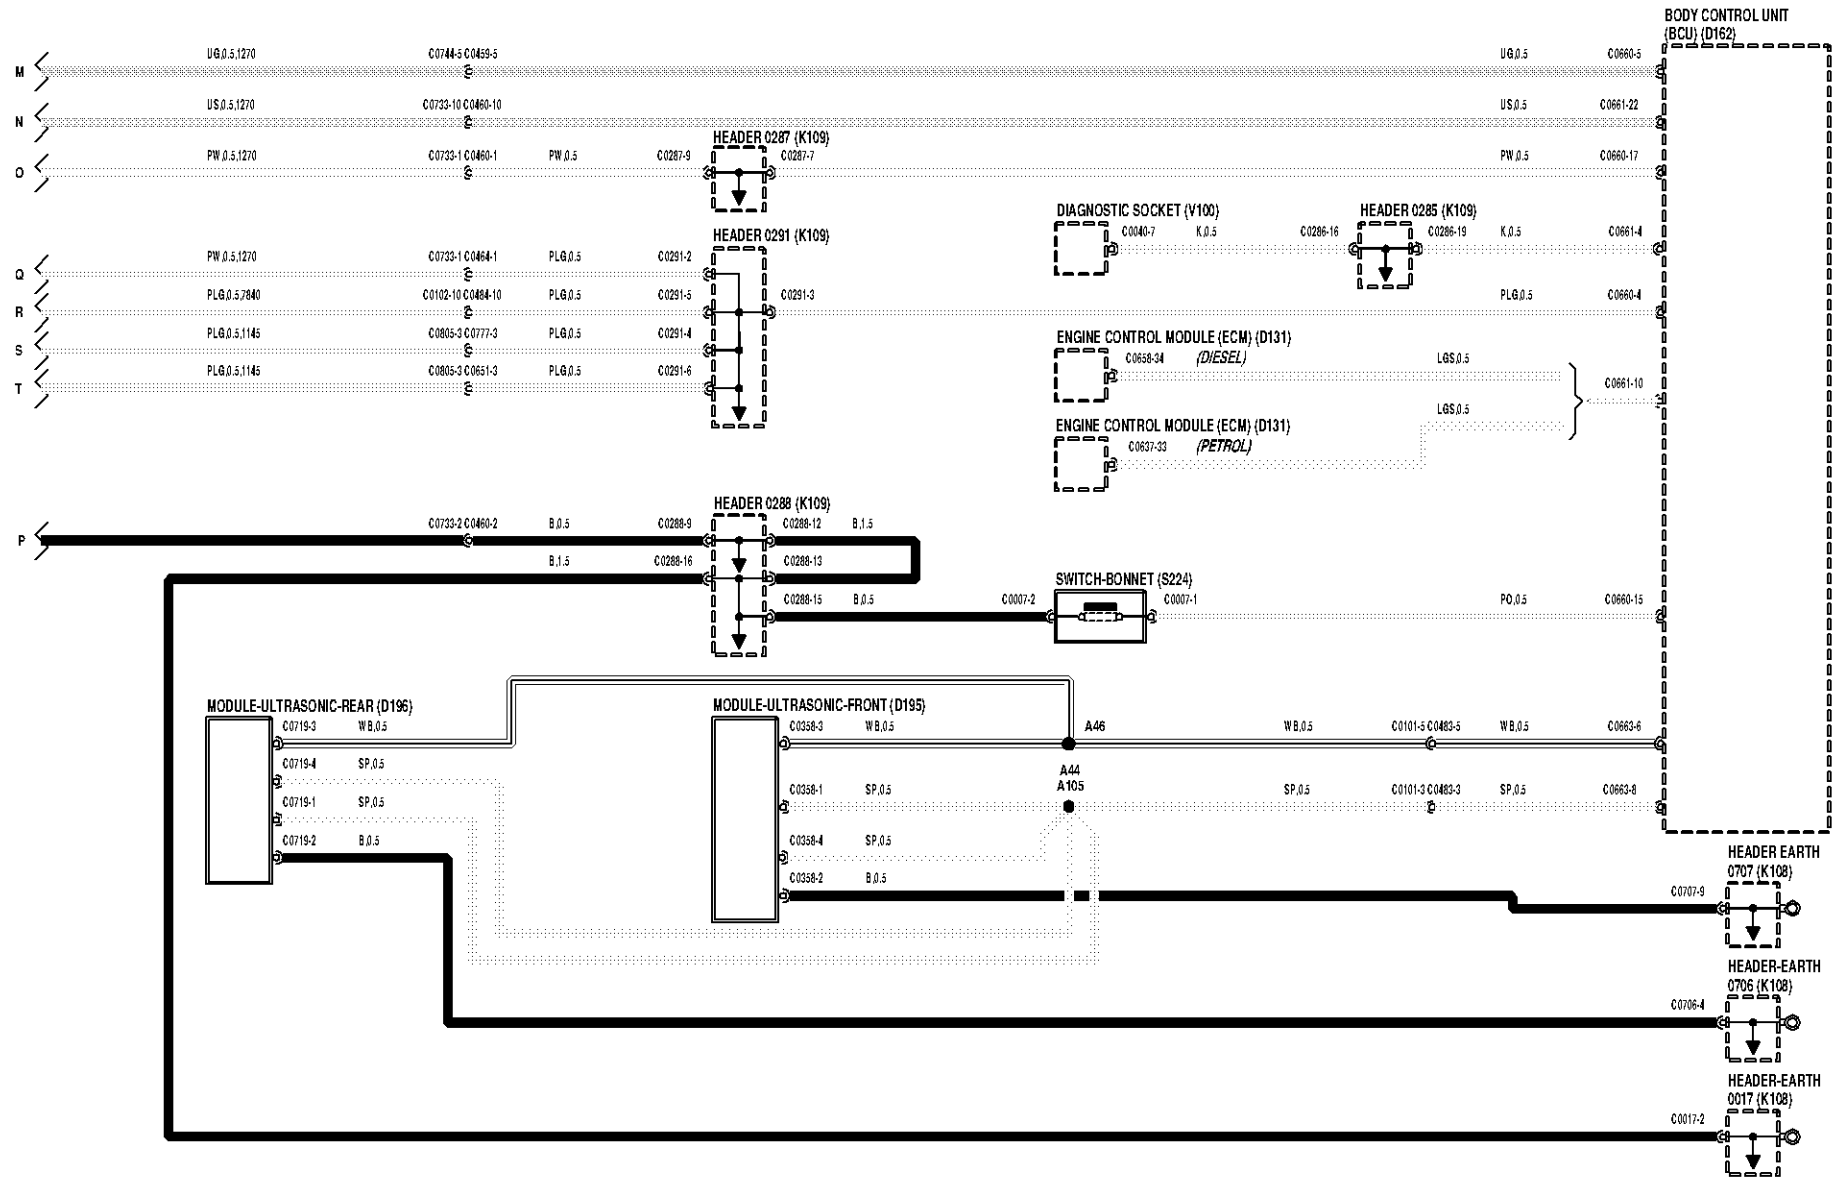 BODY CONTROL UNIT
(BCU) (D162)
M UG,0.5,1270 C0744-5 C0459-5 UG,0.5 C0660-5
N US,0.5,1270 C0733-10 C0460-10 US,0.5 C0661-22
HEADER 0287 (K109)
O PW,0.5,1270 C0733-1 C0460-1 PW,0.5 C0287-9 C0287-7 PW,0.5 C0660-17
DIAGNOSTIC SOCKET (V100) HEADER 0285 (K109)
C0040-7 K,0.5 C0286-16 C0286-19 K,0.5 C0661-4
HEADER 0291 (K109)
Q PW,0.5,1270 C0733-1 C0464-1 PLG,0.5 C0291-2
R PLG,0.5,7840 C0102-10 C0484-10 PLG,0.5 C0291-5 C0291-3 PLG,0.5 C0660-4
S PLG,0.5,1145 C0805-3 C0777-3 PLG,0.5 C0291-4
ENGINE CONTROL MODULE (ECM) (D131)
C0658-34 (DIESEL) LGS,0.5
T PLG,0.5,1145 C0805-3 C0651-3 PLG,0.5 C0291-6
C0661-10
LGS,0.5
ENGINE CONTROL MODULE (ECM) (D131)
C0637-33 (PETROL)
HEADER 0288 (K109)
P C0733-2 C0460-2 B,0.5 C0288-9 C0288-12 B,1.5
B,1.5 C0288-16 C0288-13
SWITCH-BONNET (S224)
C0288-15 B,0.5 C0007-2 C0007-1 PO,0.5 C0660-15
MODULE-ULTRASONIC-REAR (D196) MODULE-ULTRASONIC-FRONT (D195)
C0719-3 WB,0.5 C0358-3 WB,0.5 A46 WB,0.5 C0101-5 C0483-5 WB,0.5 C0663-6
C0719-4 SP,0.5
A44
A105
C0358-1 SP,0.5 SP,0.5 C0101-3 C0483-3 SP,0.5 C0663-8
C0719-1 SP,0.5
C0719-2 B,0.5 C0358-4 SP,0.5
C0358-2 B,0.5
HEADER EARTH
0707 (K108)
C0707-9
HEADER-EARTH
0706 (K108)
C0706-4
HEADER-EARTH
0017 (K108)
C0017-2